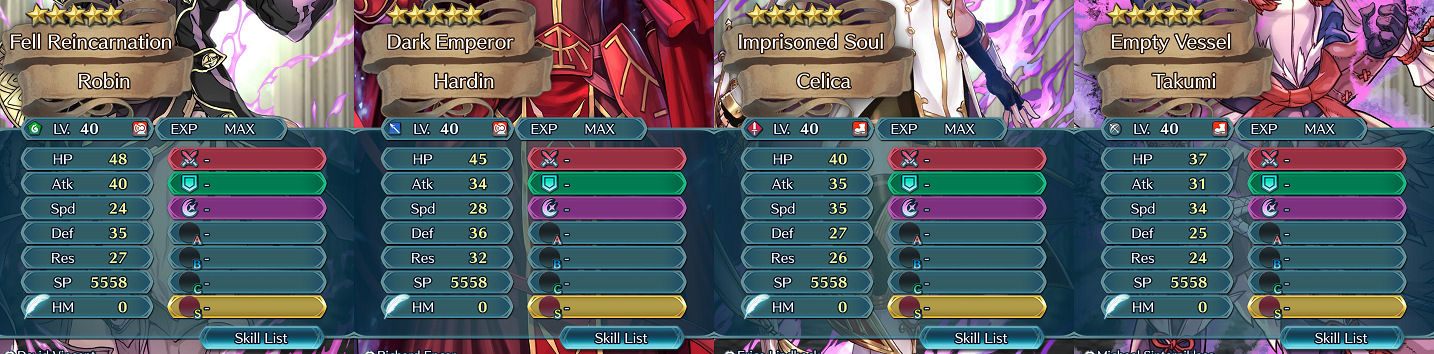 Fell Reincarnation
Robin
LV. 40 EXP MAX
HP 48 -
Atk 40 -
Spd 24 -
Def 35 A -
Res 27 B -
SP 5558 C -
HM 0 S -
Skill List
Dark Emperor
Hardin
LV. 40 EXP MAX
HP 45 -
Atk 34 -
Spd 28 -
Def 36 A -
Res 32 B -
SP 5558 C -
HM 0 S -
Skill List
Imprisoned Soul
Celica
LV. 40 EXP MAX
HP 40 -
Atk 35 -
Spd 35 -
Def 27 A -
Res 26 B -
SP 5558 C -
HM 0 S -
Skill List
Empty Vessel
Takumi
LV. 40 EXP MAX
HP 37 -
Atk 31 -
Spd 34 -
Def 25 A -
Res 24 B -
SP 5558 C -
HM 0 S -
Skill List